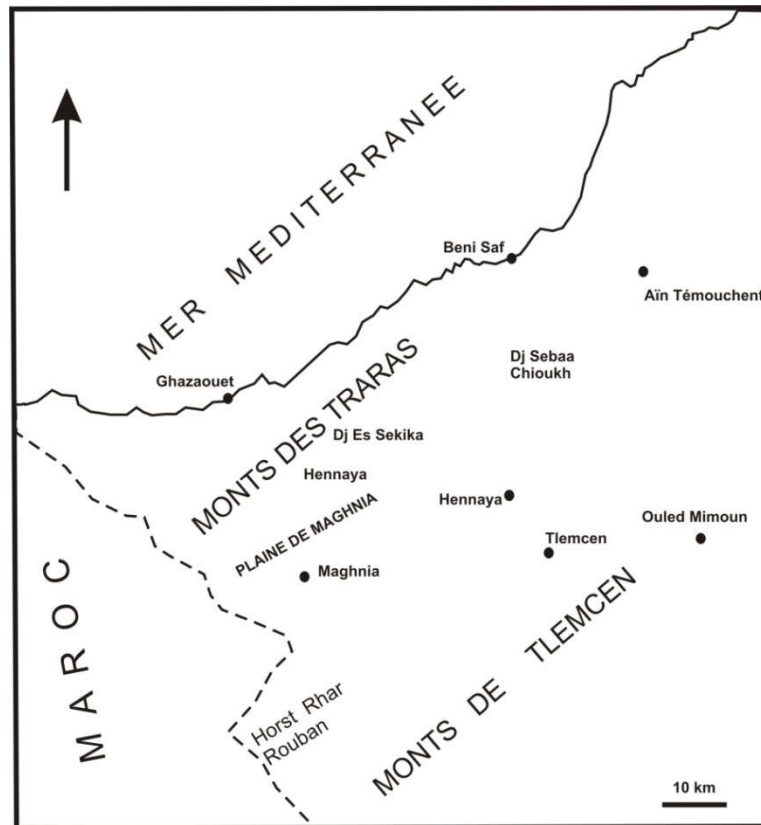 MER MEDITERRANEE
Beni Saf
Aïn Témouchent
Dj Sebaa
Chioukh
Ghazaouet
MONTS DES TRARAS
Dj Es Sekika
Hennaya
Hennaya
PLAINE DE MAGHNIA
Ouled Mimoun
Tlemcen
Maghnia
MAROC
MONTS DE TLEMCEN
Horst Rhar
Rouban
10 km